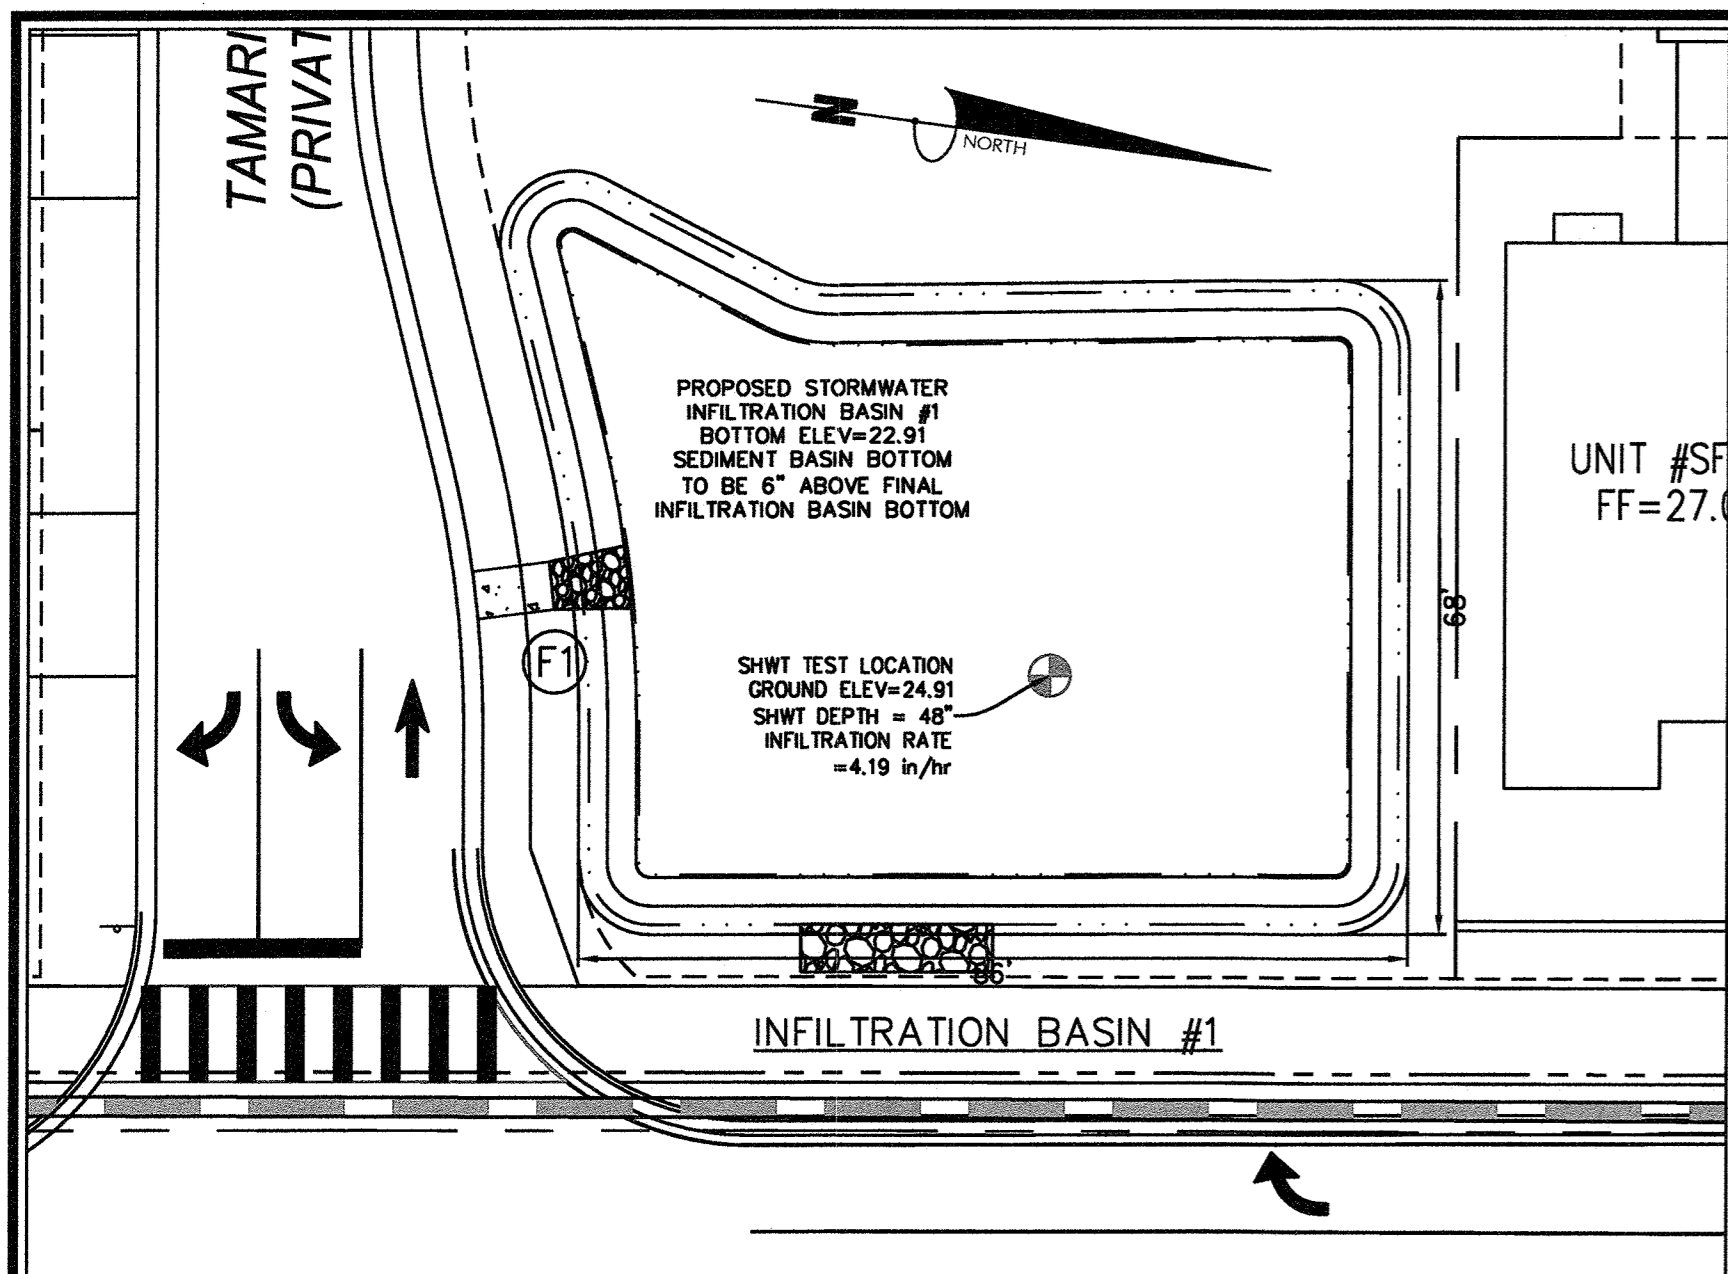 TAMARI
(PRIVAT
N
NORTH
PROPOSED STORMWATER
INFILTRATION BASIN #1
BOTTOM ELEV=22.91
SEDIMENT BASIN BOTTOM
TO BE 6" ABOVE FINAL
INFILTRATION BASIN BOTTOM
UNIT #SF
FF=27.0
68'
F1
SHWT TEST LOCATION
GROUND ELEV=24.91
SHWT DEPTH = 48"
INFILTRATION RATE
=4.19 in/hr
86'
INFILTRATION BASIN #1